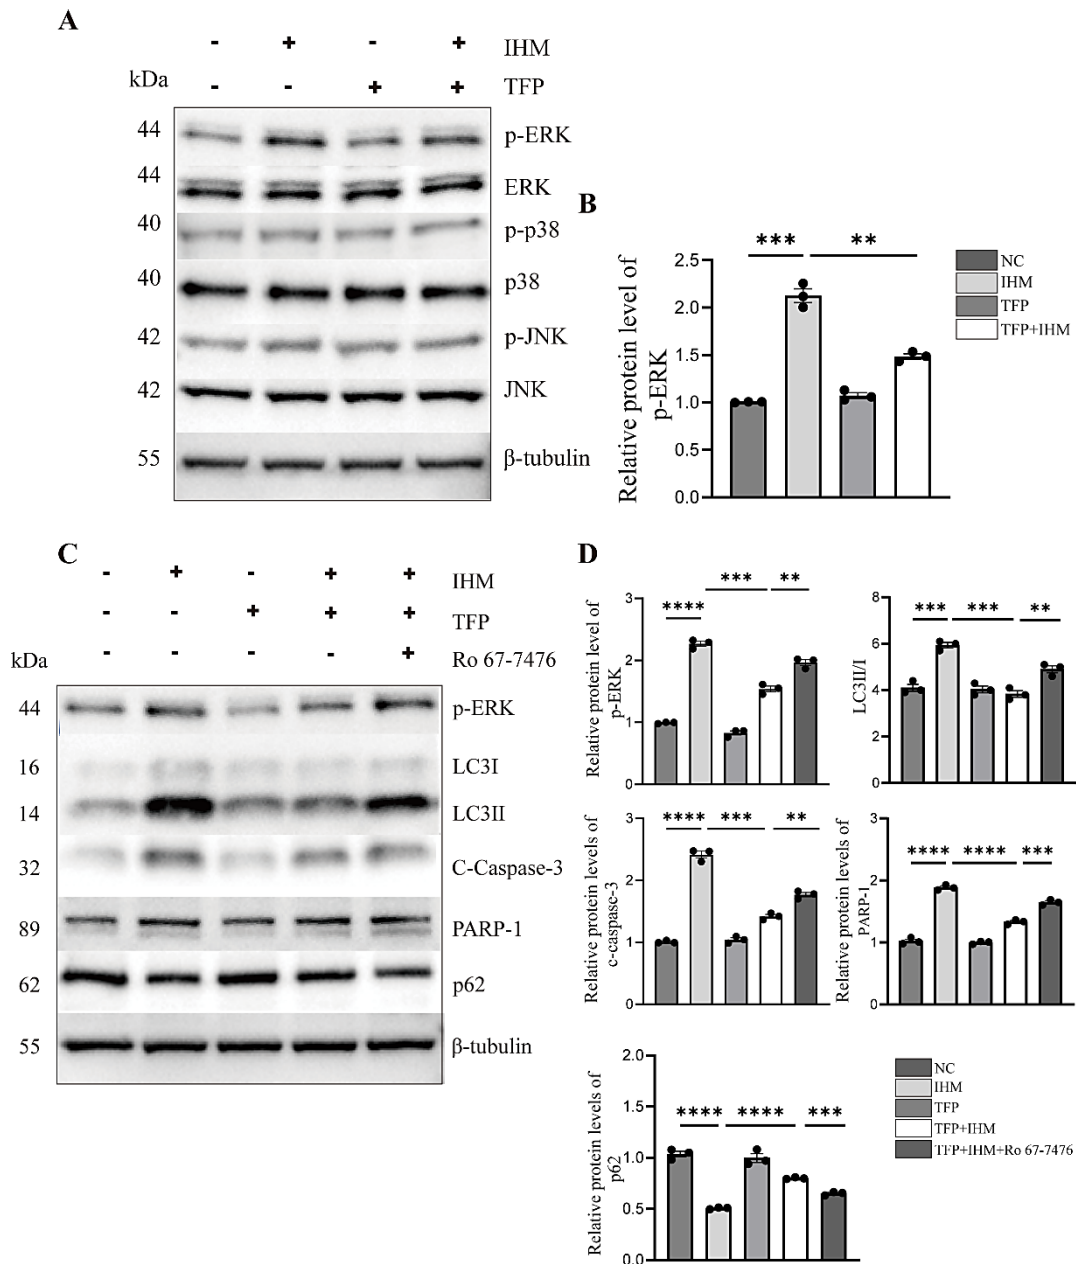 A
- + - + IHM
kDa - - + + TFP
44 p-ERK
44 ERK
40 p-p38
40 p38
42 p-JNK
42 JNK
55 β-tubulin
B
*** **
2.5
2.0
1.5
1.0
0.5
0.0
Relative protein level of
p-ERK
NC
IHM
TFP
TFP+IHM
C
- + - + + IHM
- - + + + TFP
- - - - + Ro 67-7476
kDa
44 p-ERK
16 LC3I
14 LC3II
32 C-Caspase-3
89 PARP-1
62 p62
55 β-tubulin
D
**** *** **
3
2
1
0
Relative protein level of
p-ERK
*** *** **
8
6
4
2
0
LC3II/I
**** *** **
3
2
1
0
Relative protein levels of
c-caspase-3
**** **** ***
3
2
1
0
Relative protein levels of
PARP-1
**** **** ***
2.0
1.5
1.0
0.5
0.0
Relative protein levels of
p62
NC
IHM
TFP
TFP+IHM
TFP+IHM+Ro 67-7476